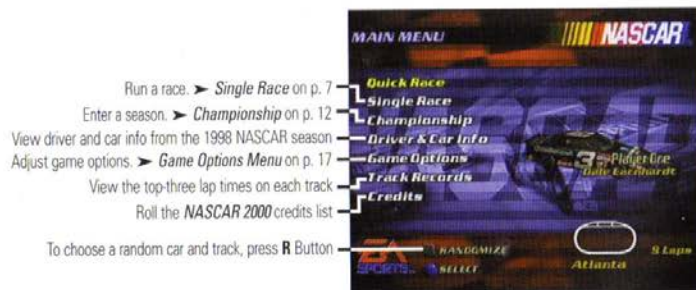 MAIN MENU
NASCAR
Run a race. ➤ Single Race on p. 7
Enter a season. ➤ Championship on p. 12
View driver and car info from the 1998 NASCAR season
Adjust game options. ➤ Game Options Menu on p. 17
View the top-three lap times on each track
Roll the NASCAR 2000 credits list
To choose a random car and track, press R Button
Quick Race
Single Race
Championship
Driver & Car Info
Game Options
Track Records
Credits
3
Player One
Dale Earnhardt
EA
SPORTS
RANDOMIZE
SELECT
Atlanta
9 Laps